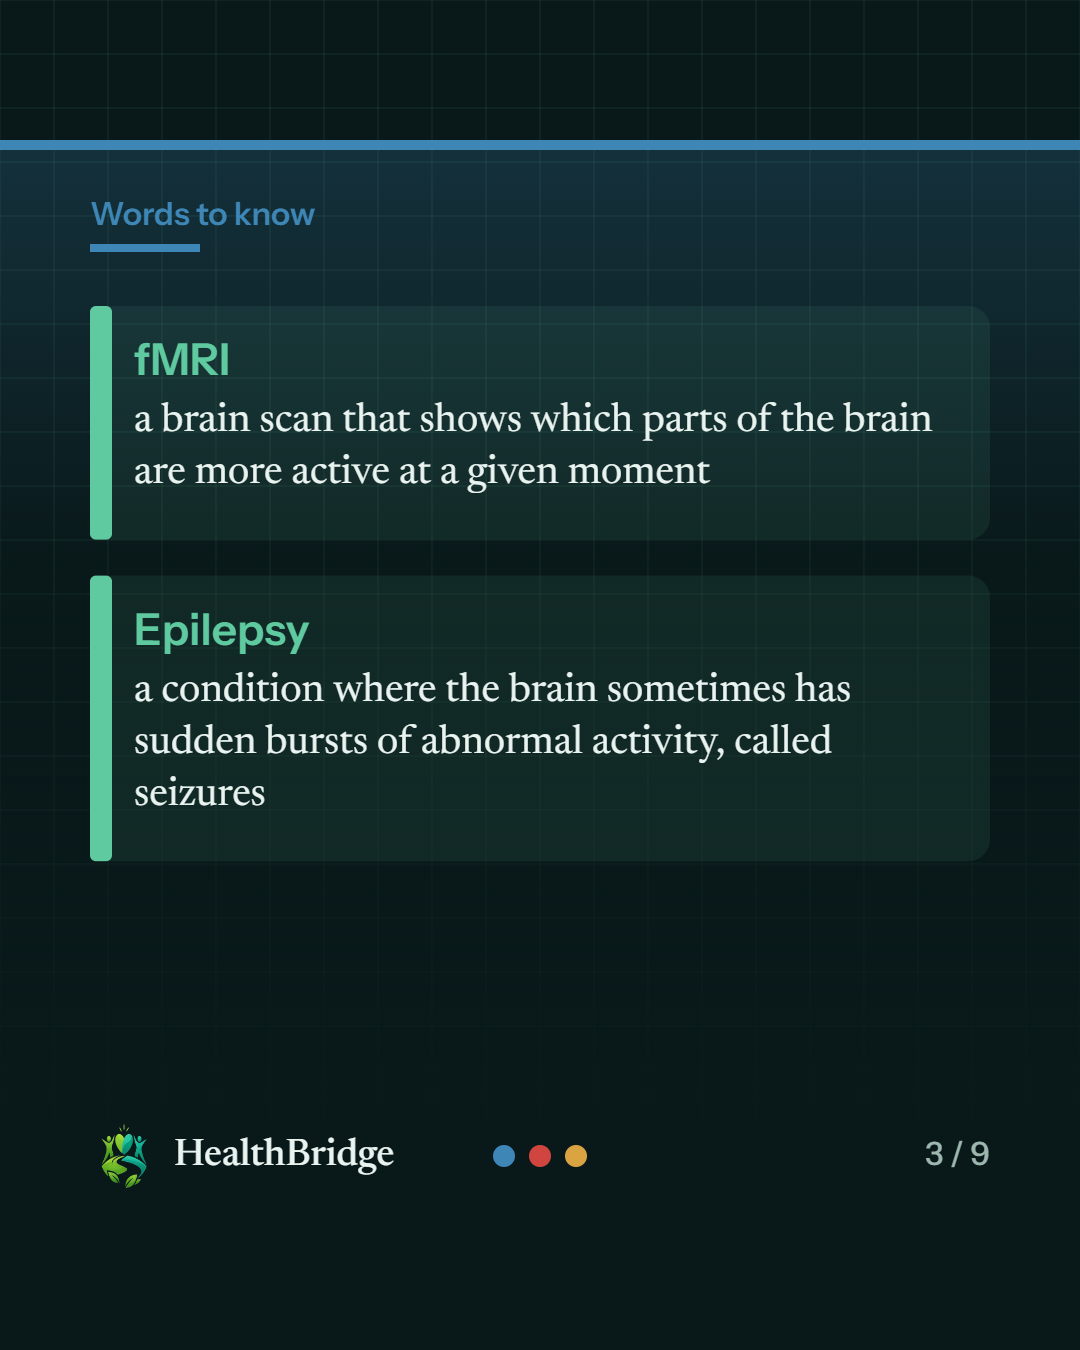 Words to know
fMRI
a brain scan that shows which parts of the brain
are more active at a given moment
Epilepsy
a condition where the brain sometimes has
sudden bursts of abnormal activity, called
seizures
HealthBridge
3 / 9